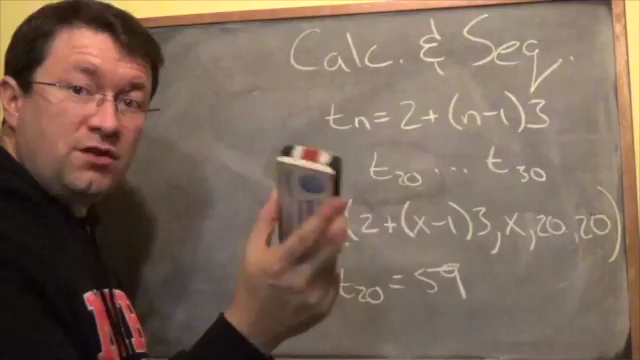 Calc. & Seq.
tn = 2 + (n-1)3
t20 ... t30
(2+(x-1)3, x, 20, 20)
t20 = 59